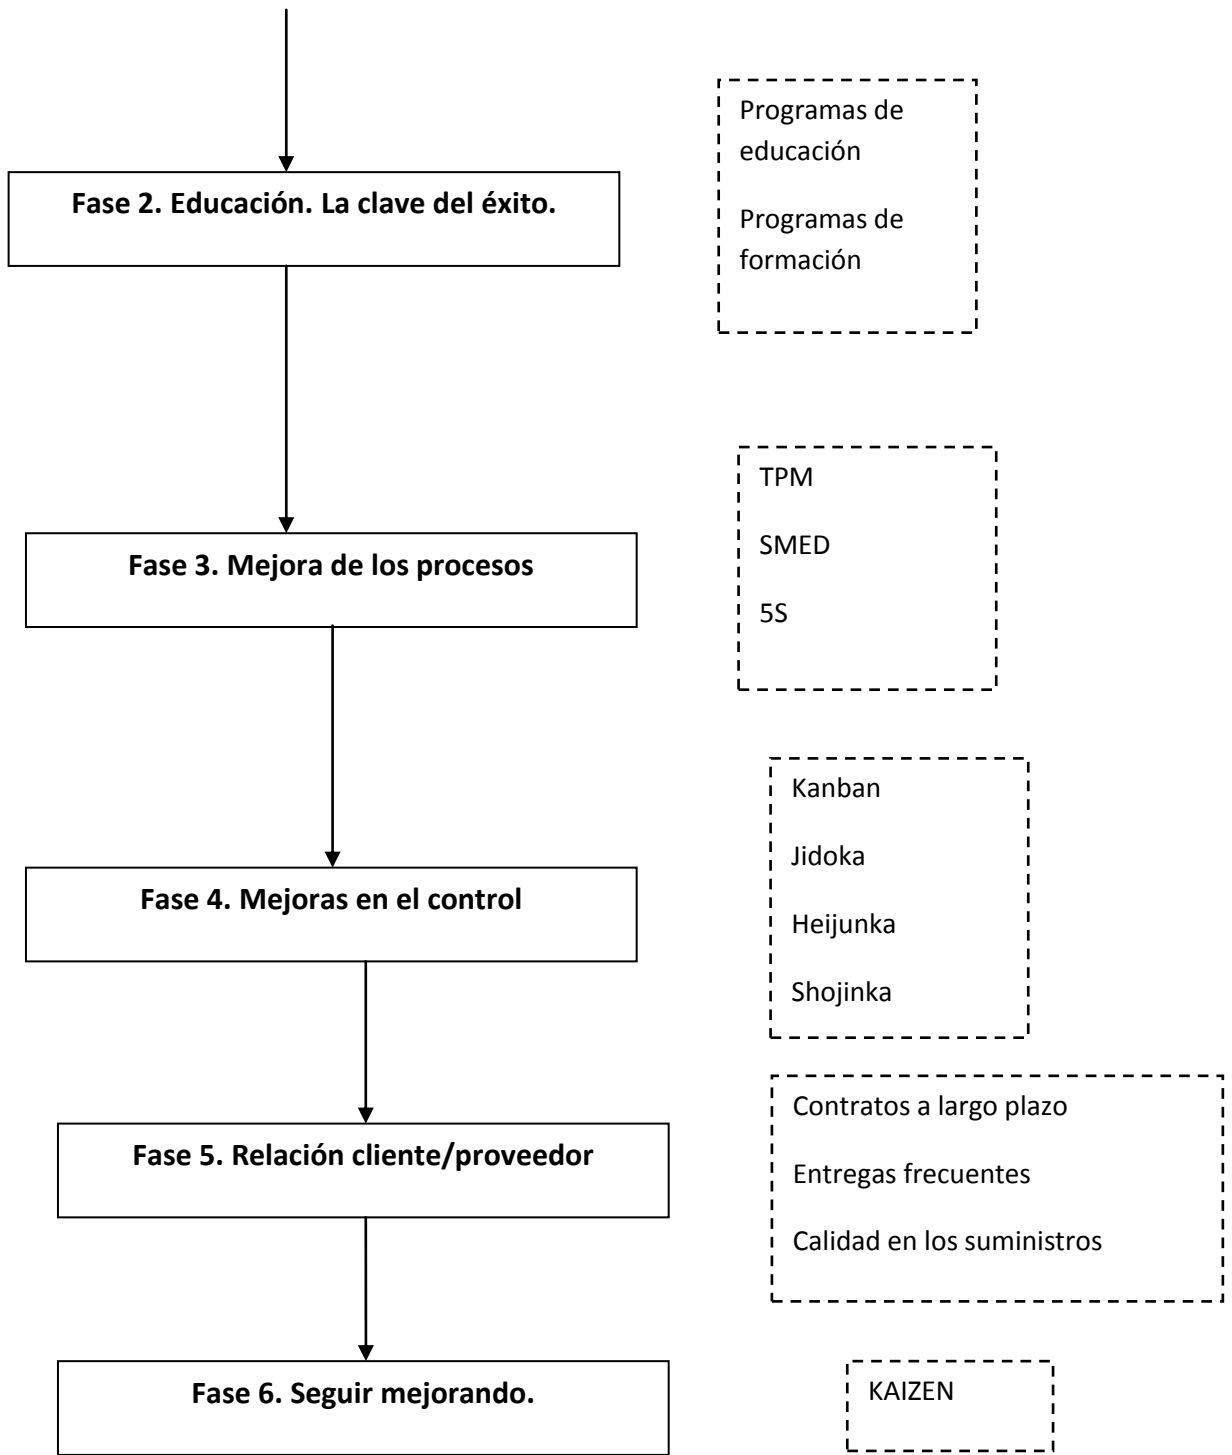 Programas de
educación
Programas de
formación
Fase 2. Educación. La clave del éxito.
TPM
SMED
5S
Fase 3. Mejora de los procesos
Kanban
Jidoka
Heijunka
Shojinka
Fase 4. Mejoras en el control
Contratos a largo plazo
Entregas frecuentes
Calidad en los suministros
Fase 5. Relación cliente/proveedor
Fase 6. Seguir mejorando.
KAIZEN